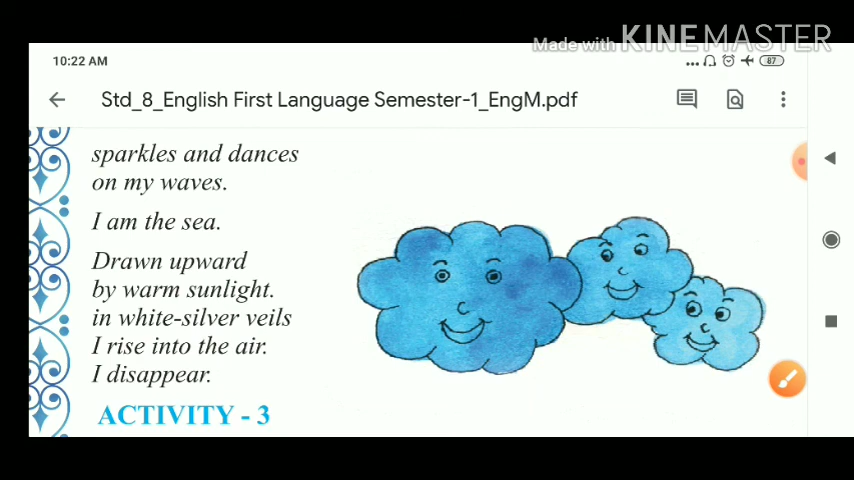 Made with KINEMASTER
10:22 AM
87
Std_8_English First Language Semester-1_EngM.pdf
sparkles and dances
on my waves.
I am the sea.
Drawn upward
by warm sunlight.
in white-silver veils
I rise into the air.
I disappear.
ACTIVITY - 3